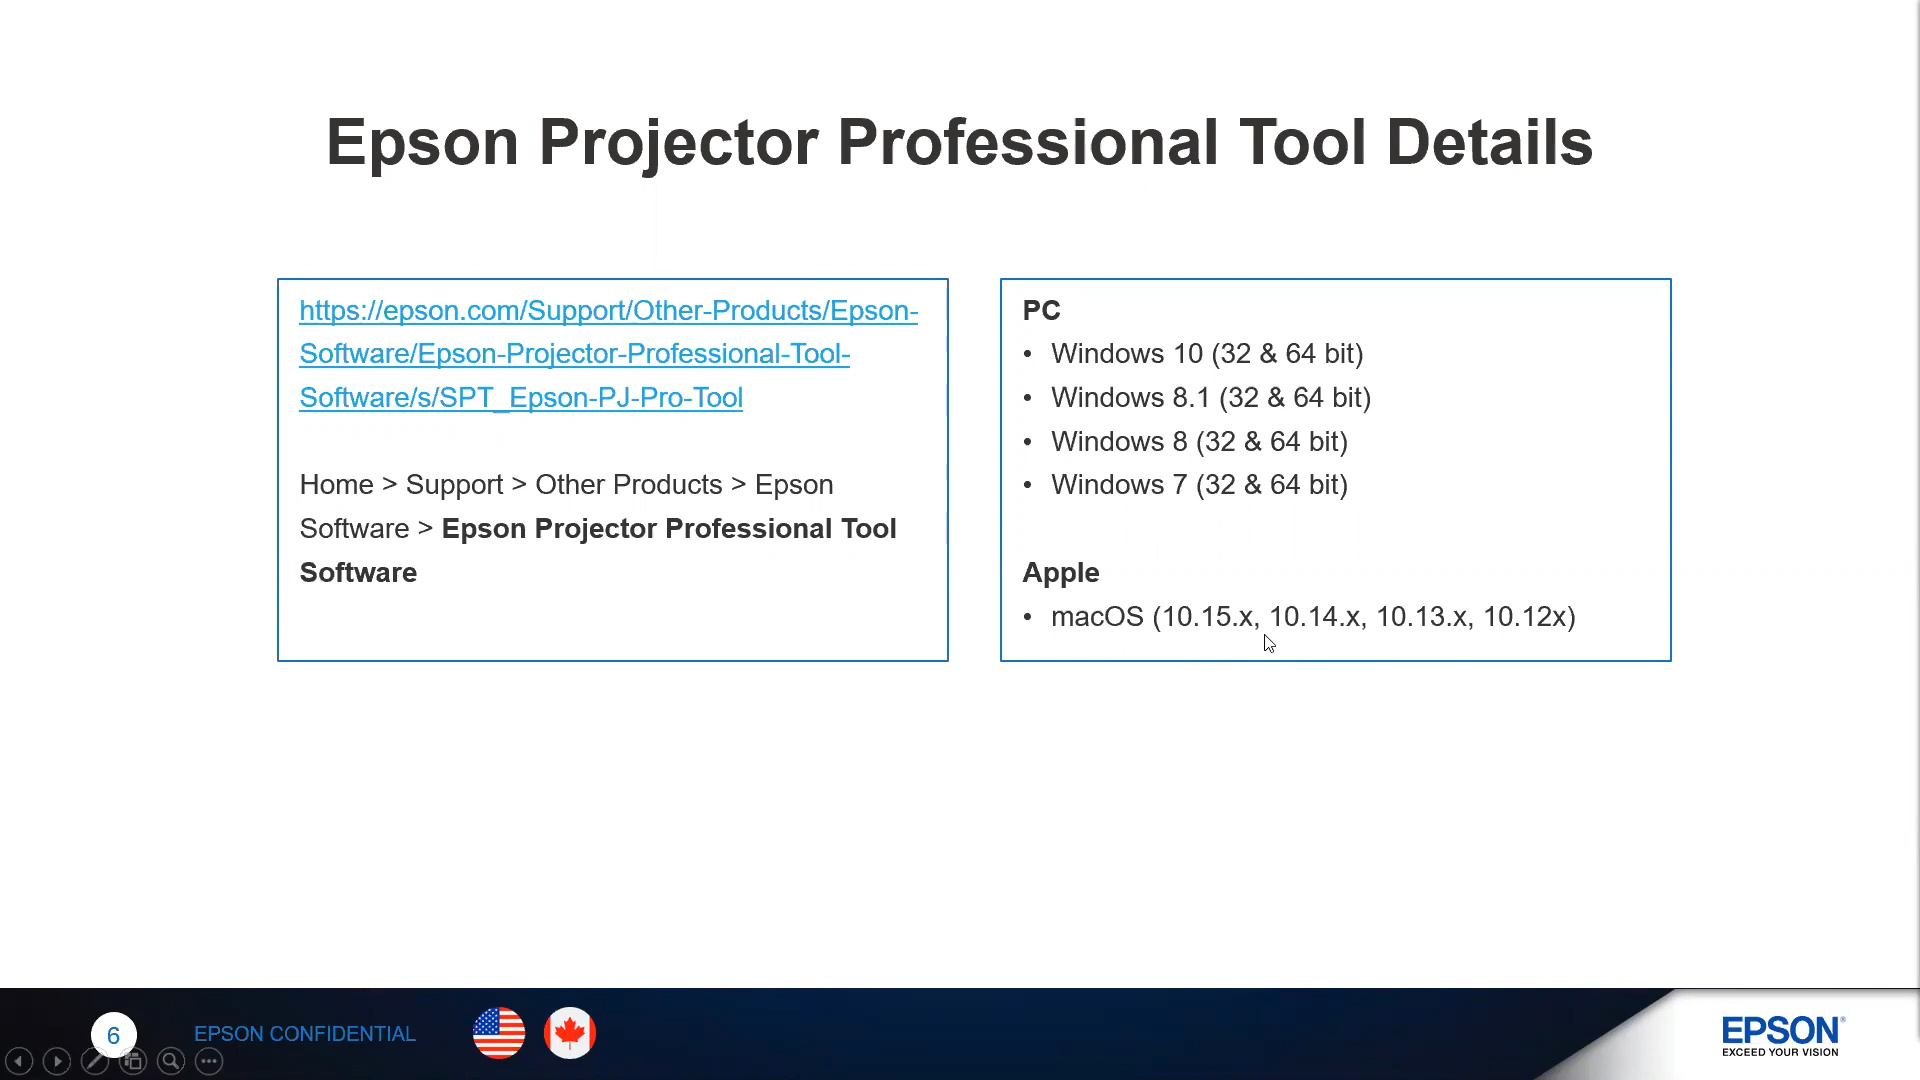 Epson Projector Professional Tool Details
https://epson.com/Support/Other-Products/Epson-
Software/Epson-Projector-Professional-Tool-
Software/s/SPT_Epson-PJ-Pro-Tool
Home > Support > Other Products > Epson
Software > Epson Projector Professional Tool
Software
PC
• Windows 10 (32 & 64 bit)
• Windows 8.1 (32 & 64 bit)
• Windows 8 (32 & 64 bit)
• Windows 7 (32 & 64 bit)
Apple
• macOS (10.15.x, 10.14.x, 10.13.x, 10.12x)
6
EPSON CONFIDENTIAL
EPSON®
EXCEED YOUR VISION